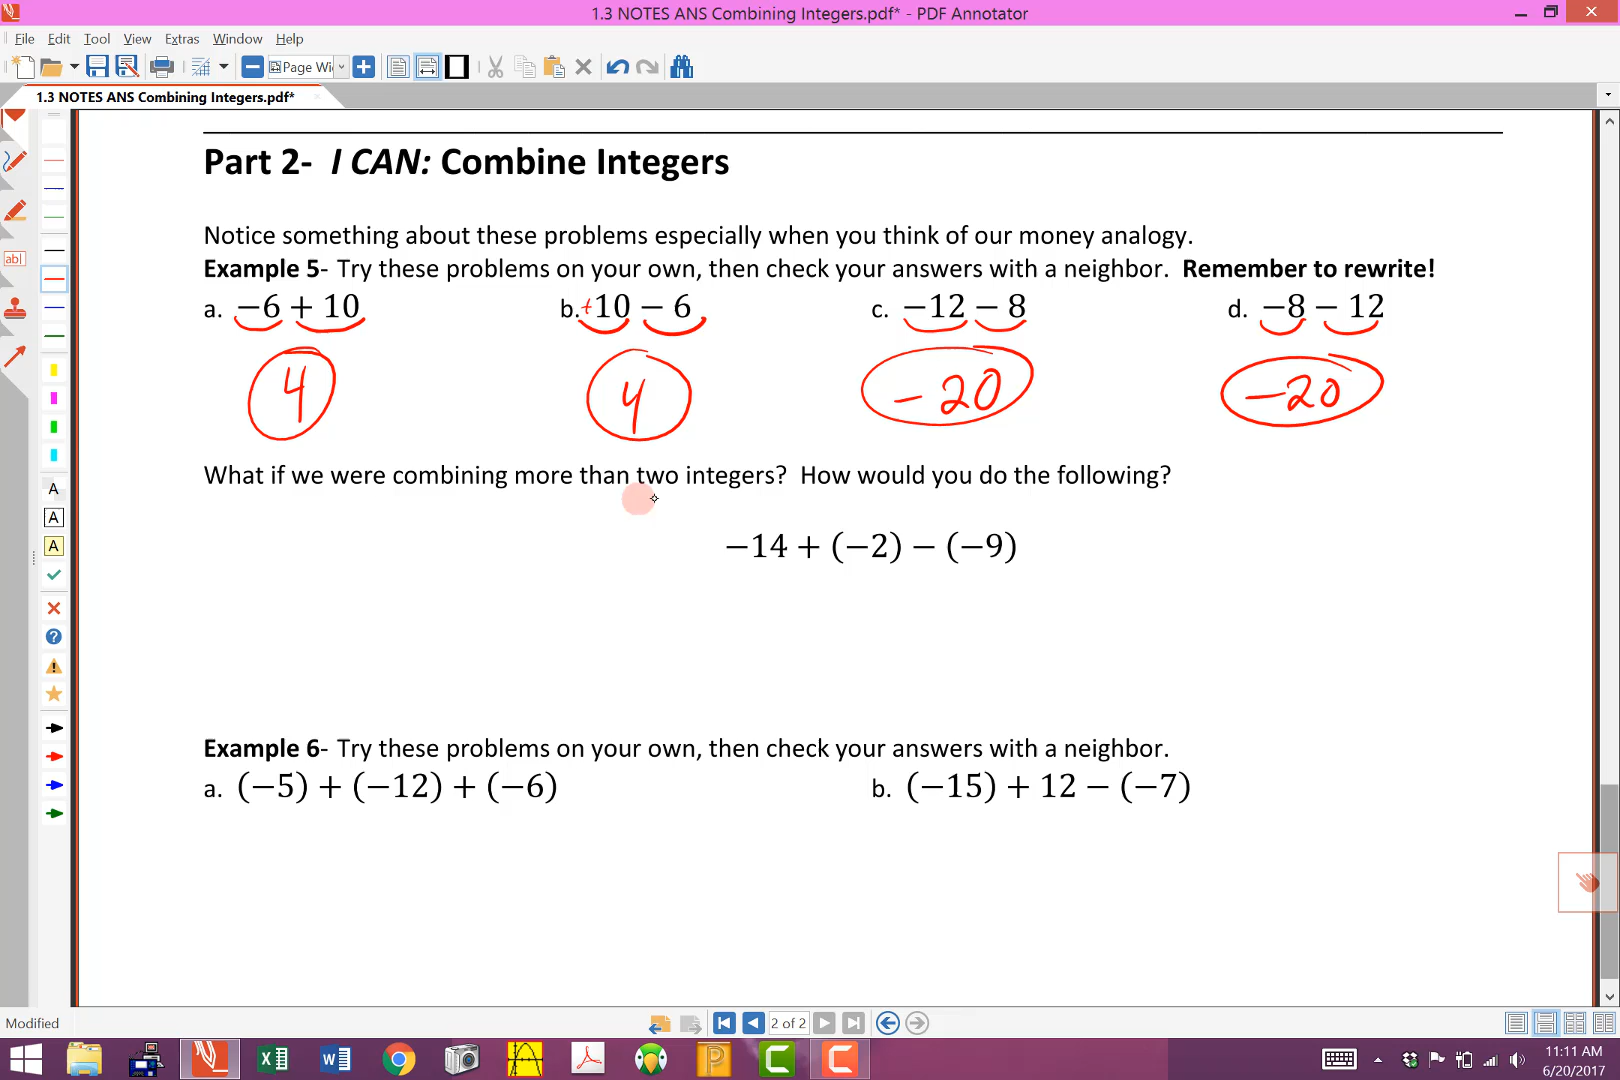 1.3 NOTES ANS Combining Integers.pdf* - PDF Annotator
File Edit Tool View Extras Window Help
Page Wi
1.3 NOTES ANS Combining Integers.pdf*
Part 2- I CAN: Combine Integers
Notice something about these problems especially when you think of our money analogy.
Example 5- Try these problems on your own, then check your answers with a neighbor. Remember to rewrite!
a. −6 + 10 b. +10 − 6 c. −12 − 8 d. −8 − 12
4 4 −20 −20
What if we were combining more than two integers? How would you do the following?
−14 + (−2) − (−9)
Example 6- Try these problems on your own, then check your answers with a neighbor.
a. (−5) + (−12) + (−6) b. (−15) + 12 − (−7)
abl
A
A
A
Modified 2 of 2
11:11 AM
6/20/2017